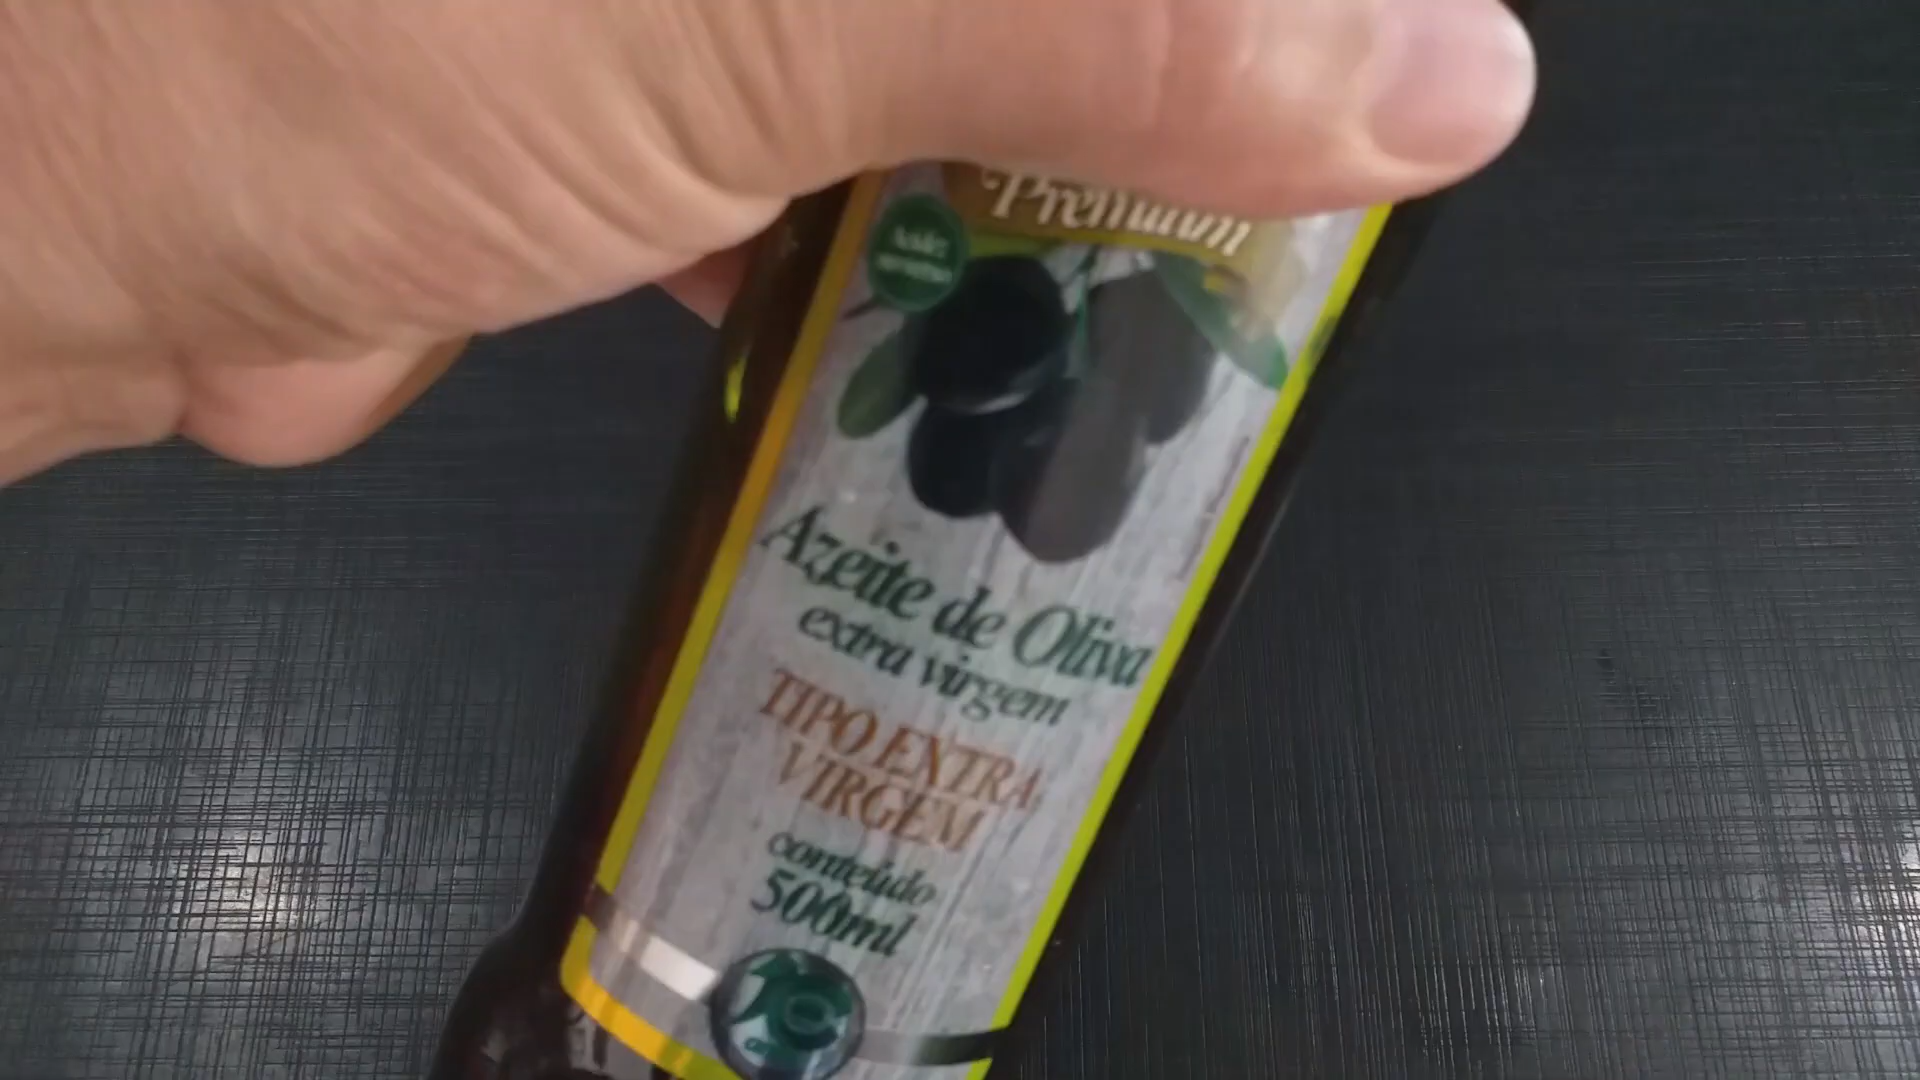 Premium
Azeite de Oliva
extra virgem
TIPO EXTRA
VIRGEM
conteúdo
500ml